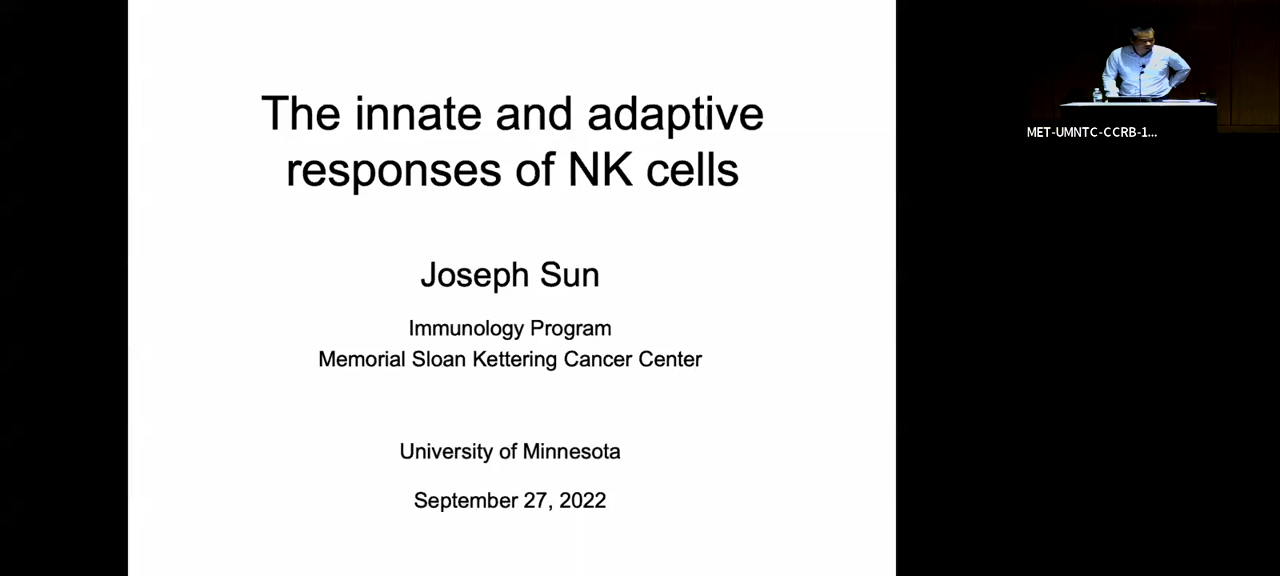 The innate and adaptive
responses of NK cells
Joseph Sun
Immunology Program
Memorial Sloan Kettering Cancer Center
University of Minnesota
September 27, 2022
MET-UMNTC-CCRB-1...